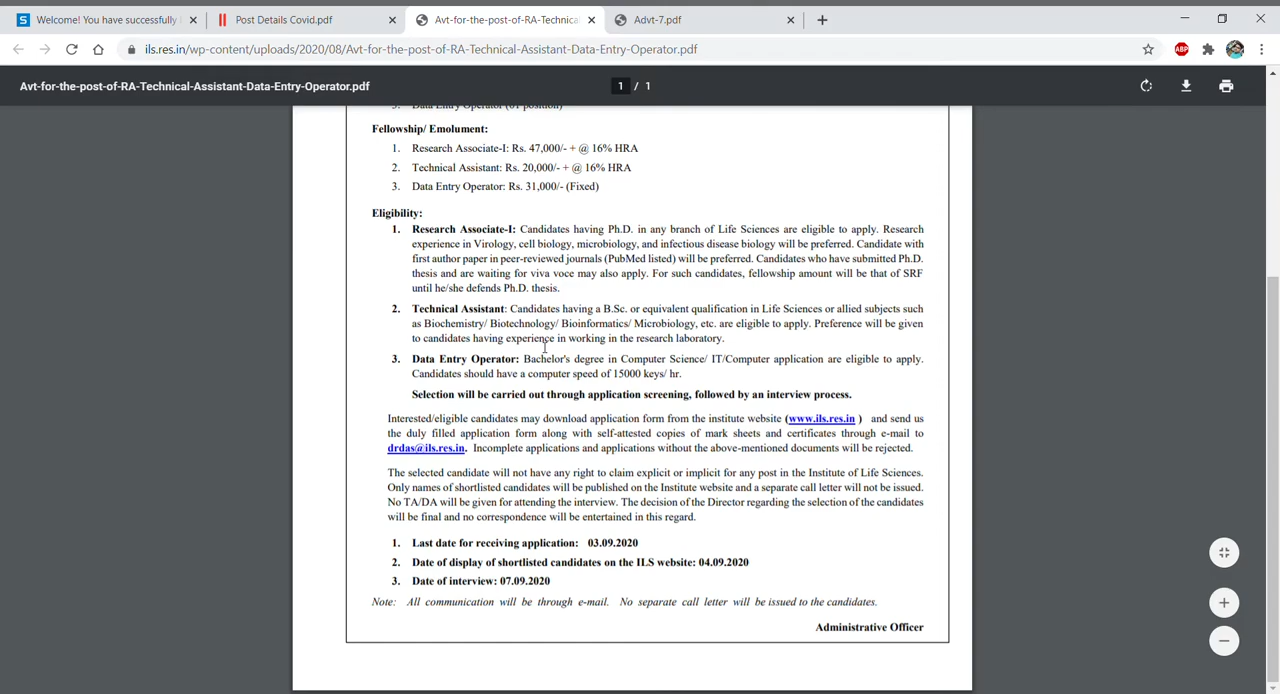 Welcome! You have successfully
Post Details Covid.pdf
Avt-for-the-post-of-RA-Technica
Advt-7.pdf
ils.res.in/wp-content/uploads/2020/08/Avt-for-the-post-of-RA-Technical-Assistant-Data-Entry-Operator.pdf
ABP
Avt-for-the-post-of-RA-Technical-Assistant-Data-Entry-Operator.pdf
1 / 1
3. Data Entry Operator (01 position)
Fellowship/ Emolument:
1. Research Associate-I: Rs. 47,000/- + @ 16% HRA
2. Technical Assistant: Rs. 20,000/- + @ 16% HRA
3. Data Entry Operator: Rs. 31,000/- (Fixed)
Eligibility:
1. Research Associate-I: Candidates having Ph.D. in any branch of Life Sciences are eligible to apply. Research
experience in Virology, cell biology, microbiology, and infectious disease biology will be preferred. Candidate with
first author paper in peer-reviewed journals (PubMed listed) will be preferred. Candidates who have submitted Ph.D.
thesis and are waiting for viva voce may also apply. For such candidates, fellowship amount will be that of SRF
until he/she defends Ph.D. thesis.
2. Technical Assistant: Candidates having a B.Sc. or equivalent qualification in Life Sciences or allied subjects such
as Biochemistry/ Biotechnology/ Bioinformatics/ Microbiology, etc. are eligible to apply. Preference will be given
to candidates having experience in working in the research laboratory.
3. Data Entry Operator: Bachelor's degree in Computer Science/ IT/Computer application are eligible to apply.
Candidates should have a computer speed of 15000 keys/ hr.
Selection will be carried out through application screening, followed by an interview process.
Interested/eligible candidates may download application form from the institute website (www.ils.res.in ) and send us
the duly filled application form along with self-attested copies of mark sheets and certificates through e-mail to
drdas@ils.res.in. Incomplete applications and applications without the above-mentioned documents will be rejected.
The selected candidate will not have any right to claim explicit or implicit for any post in the Institute of Life Sciences.
Only names of shortlisted candidates will be published on the Institute website and a separate call letter will not be issued.
No TA/DA will be given for attending the interview. The decision of the Director regarding the selection of the candidates
will be final and no correspondence will be entertained in this regard.
1. Last date for receiving application: 03.09.2020
2. Date of display of shortlisted candidates on the ILS website: 04.09.2020
3. Date of interview: 07.09.2020
Note: All communication will be through e-mail. No separate call letter will be issued to the candidates.
Administrative Officer